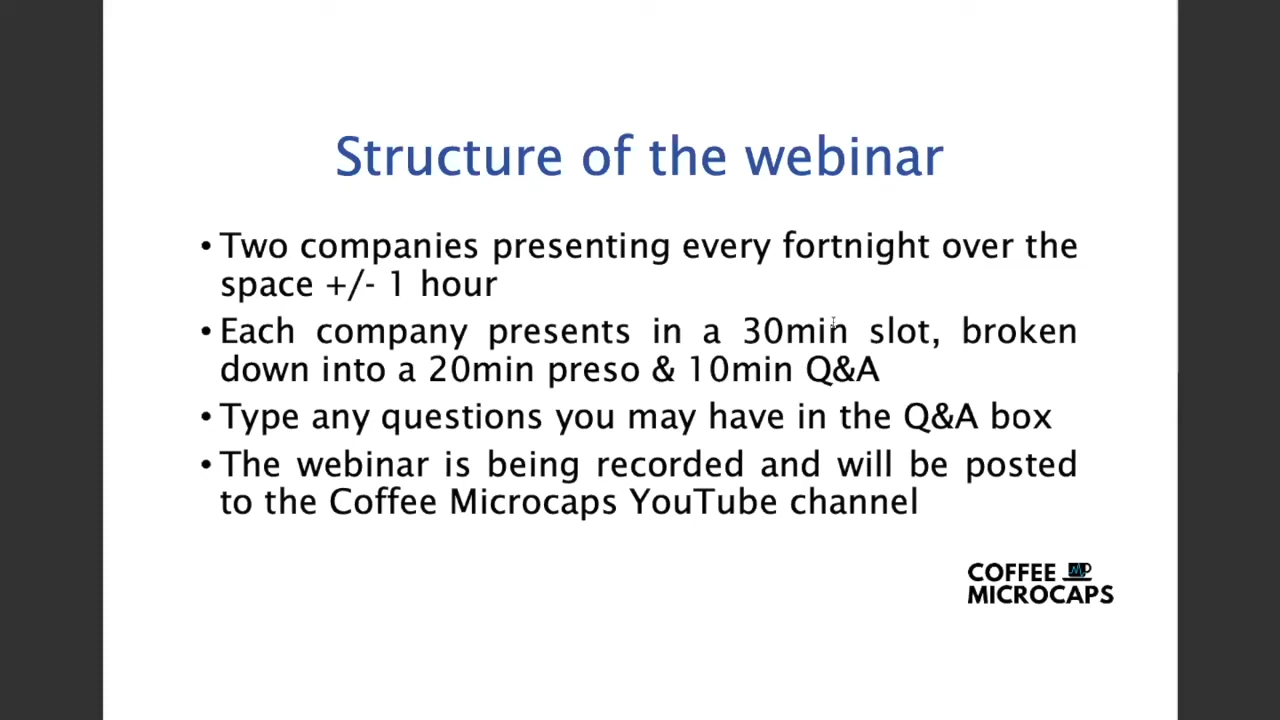 Structure of the webinar
• Two companies presenting every fortnight over the
space +/- 1 hour
• Each company presents in a 30min slot, broken
down into a 20min preso & 10min Q&A
• Type any questions you may have in the Q&A box
• The webinar is being recorded and will be posted
to the Coffee Microcaps YouTube channel
COFFEE
MICROCAPS